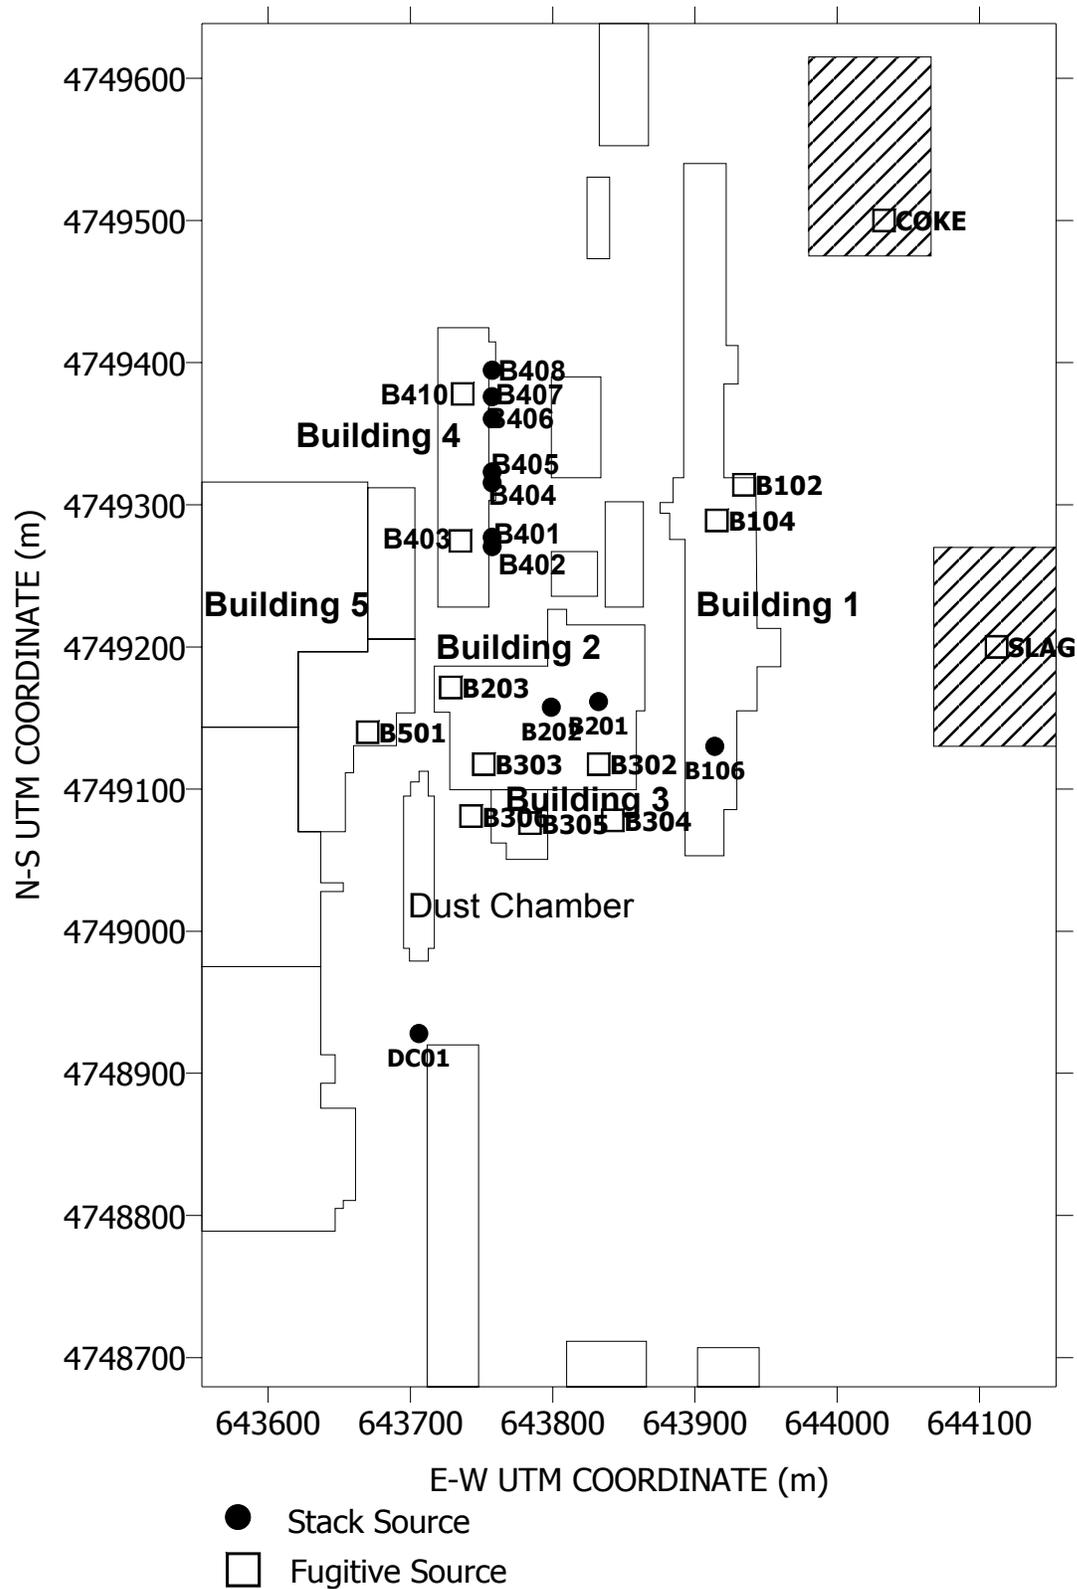 4749600
4749500
COKE
4749400
B408
B410
B407
B406
Building 4
B405
B404
4749300
B102
B104
B403
B401
B402
Building 5
Building 1
4749200
Building 2
SLAG
B203
B501
B202
B201
B303
B302
B106
4749100
Building 3
B306
B305
B304
Dust Chamber
4749000
DC01
4748900
4748800
4748700
N-S UTM COORDINATE (m)
643600 643700 643800 643900 644000 644100
E-W UTM COORDINATE (m)
Stack Source
Fugitive Source